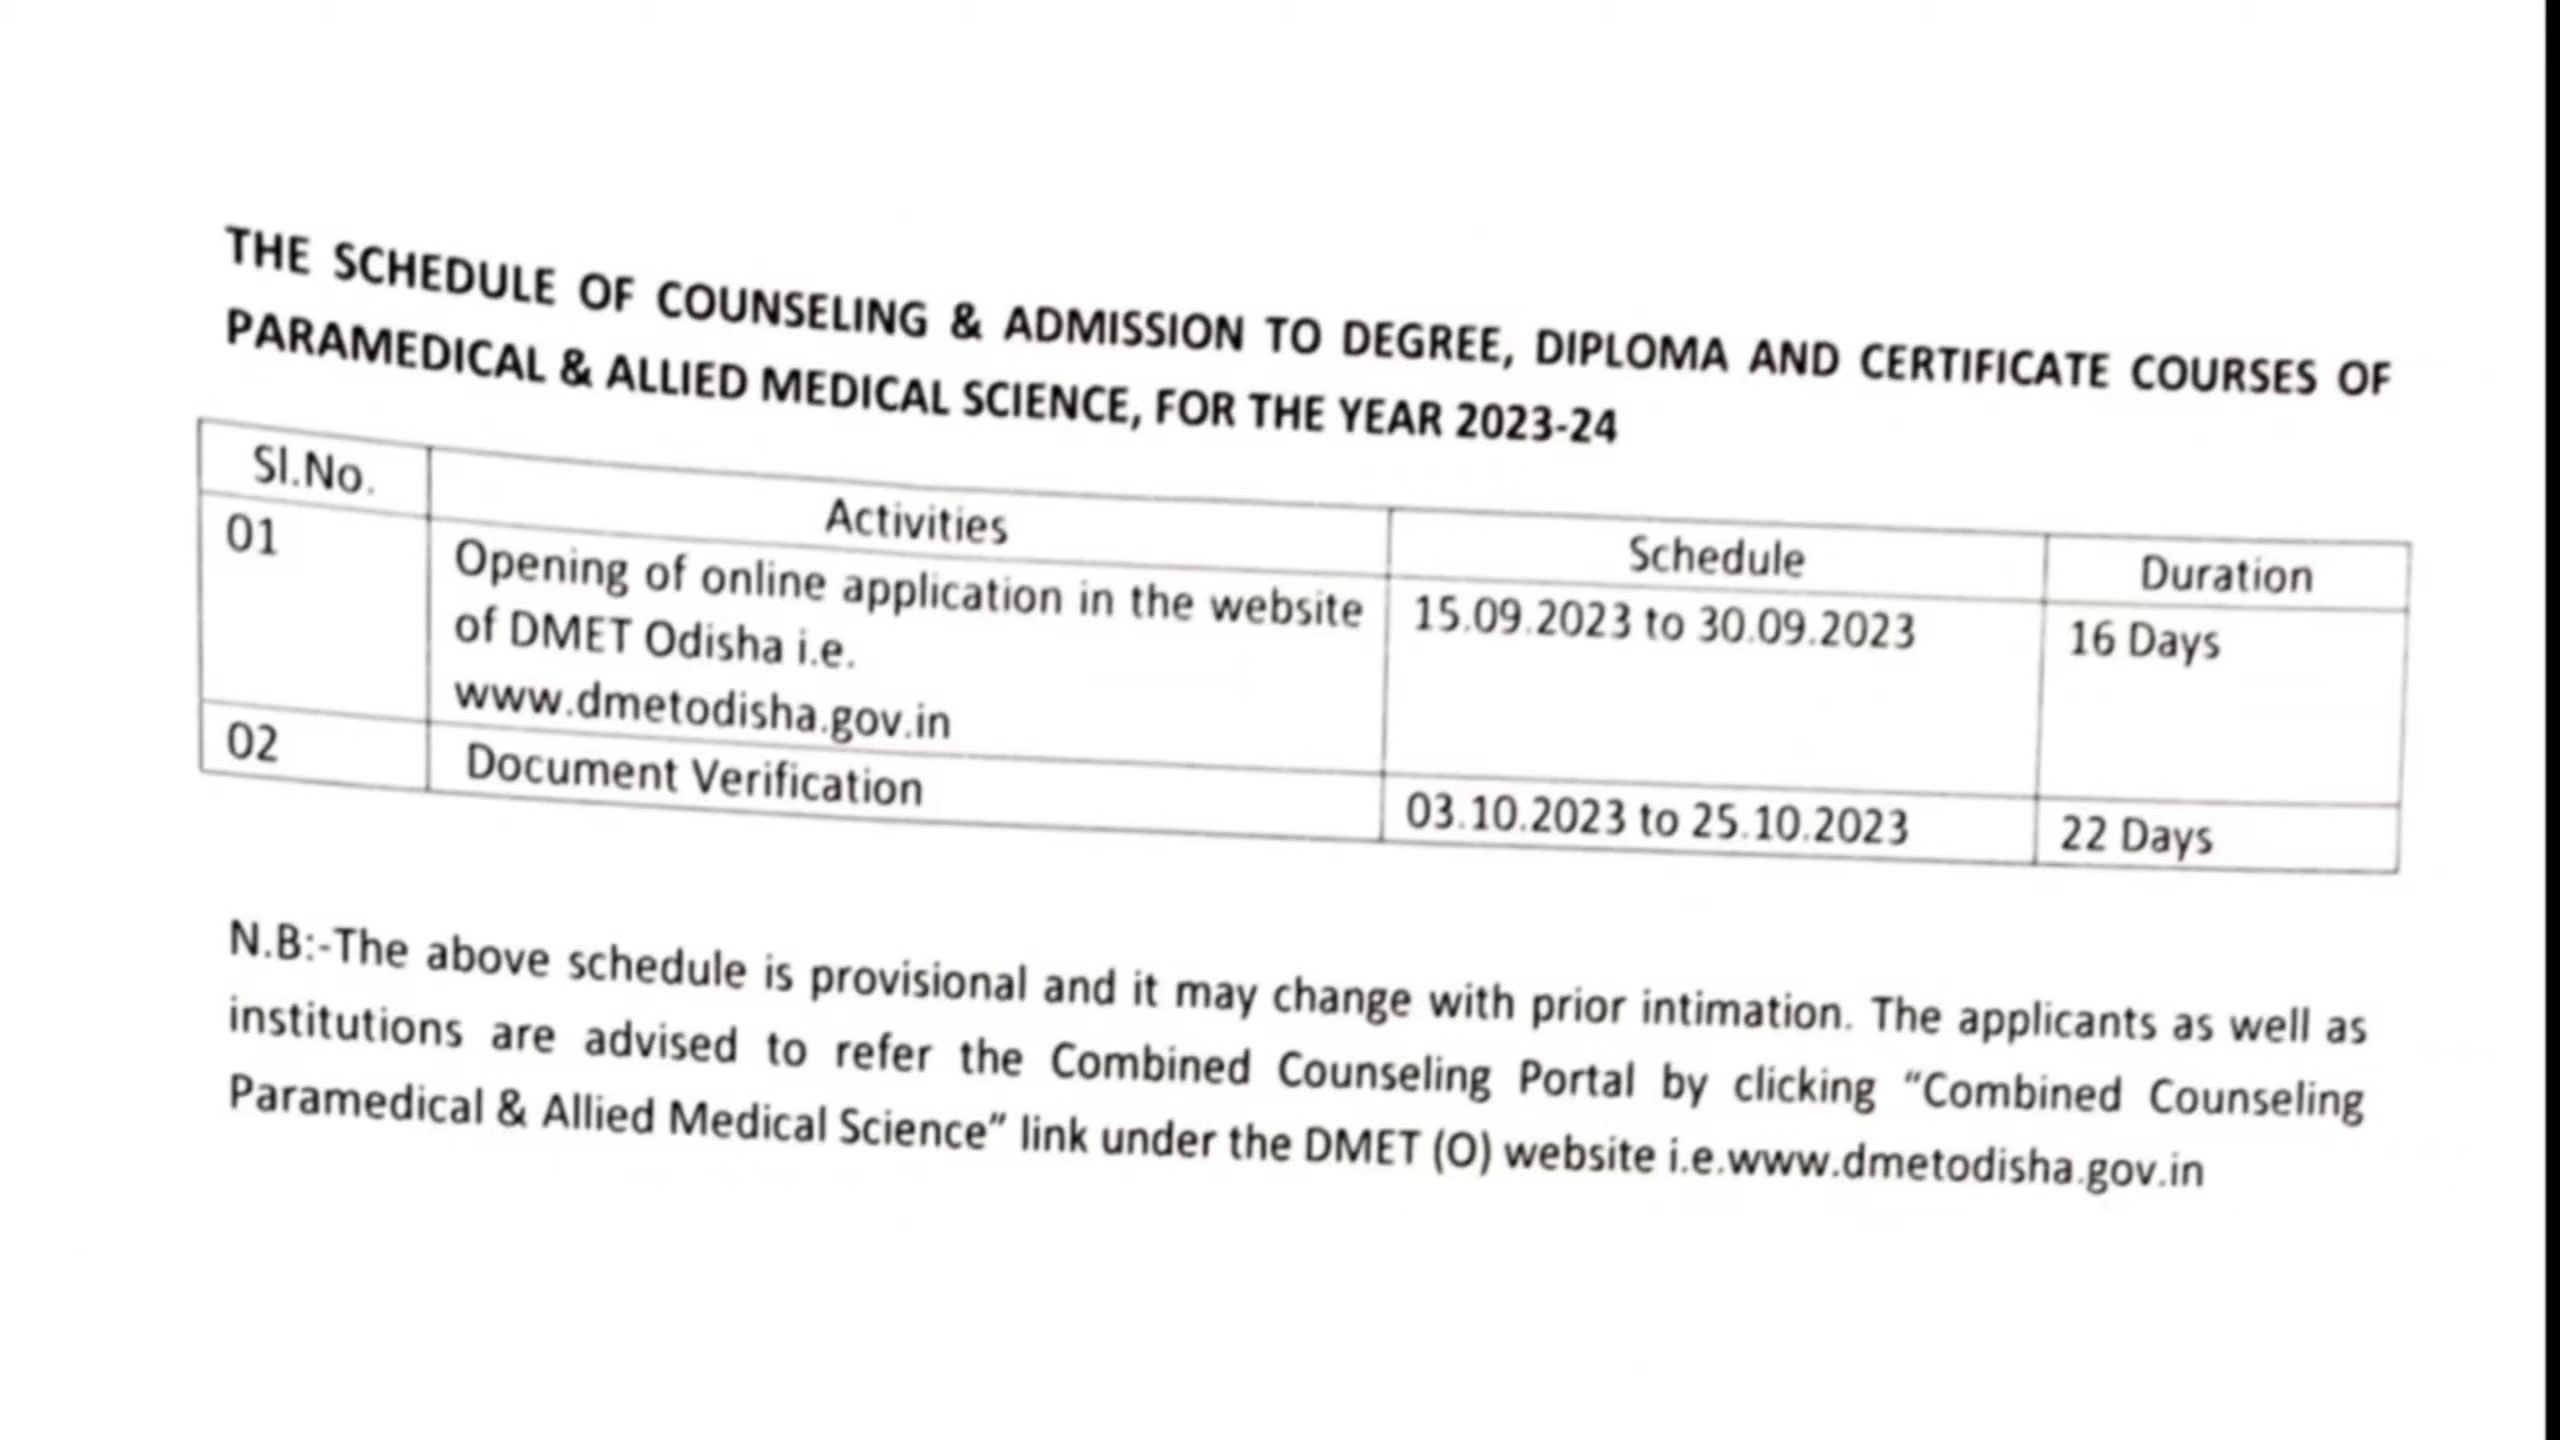 THE SCHEDULE OF COUNSELING & ADMISSION TO DEGREE, DIPLOMA AND CERTIFICATE COURSES OF
PARAMEDICAL & ALLIED MEDICAL SCIENCE, FOR THE YEAR 2023-24
Sl.No. Activities Schedule Duration
01 Opening of online application in the website 15.09.2023 to 30.09.2023 16 Days
of DMET Odisha i.e.
www.dmetodisha.gov.in
02 Document Verification 03.10.2023 to 25.10.2023 22 Days
N.B:-The above schedule is provisional and it may change with prior intimation. The applicants as well as
institutions are advised to refer the Combined Counseling Portal by clicking “Combined Counseling
Paramedical & Allied Medical Science” link under the DMET (O) website i.e.www.dmetodisha.gov.in